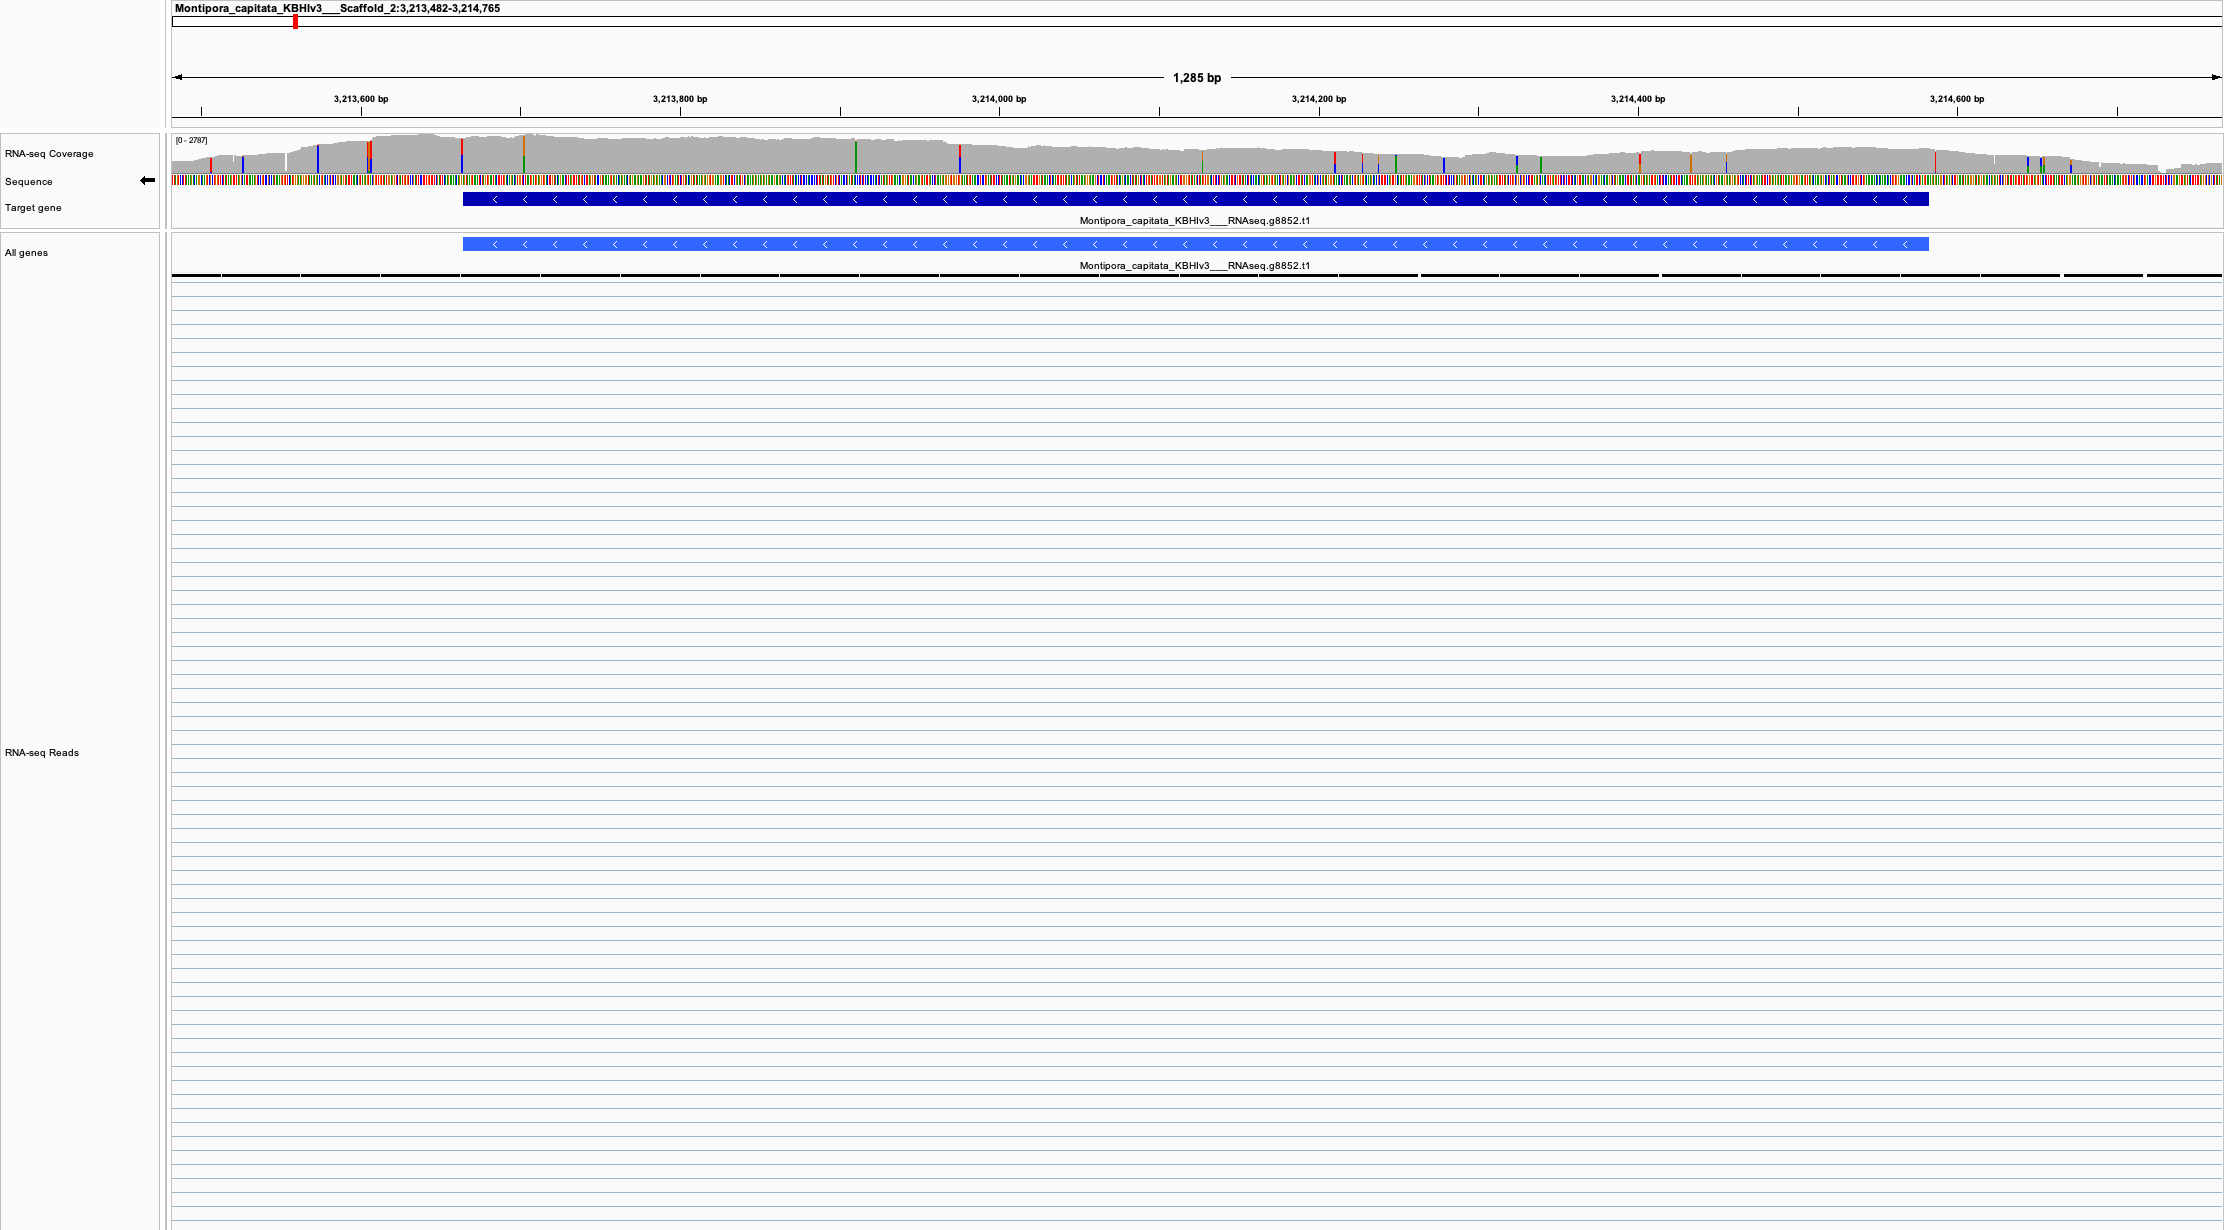 Montipora_capitata_KBHIv3___Scaffold_2:3,213,482-3,214,765
1,285 bp
3,213,600 bp 3,213,800 bp 3,214,000 bp 3,214,200 bp 3,214,400 bp 3,214,600 bp
[0 - 2787]
RNA-seq Coverage
Sequence
Target gene
Montipora_capitata_KBHIv3___RNAseq.g8852.t1
All genes
Montipora_capitata_KBHIv3___RNAseq.g8852.t1
RNA-seq Reads